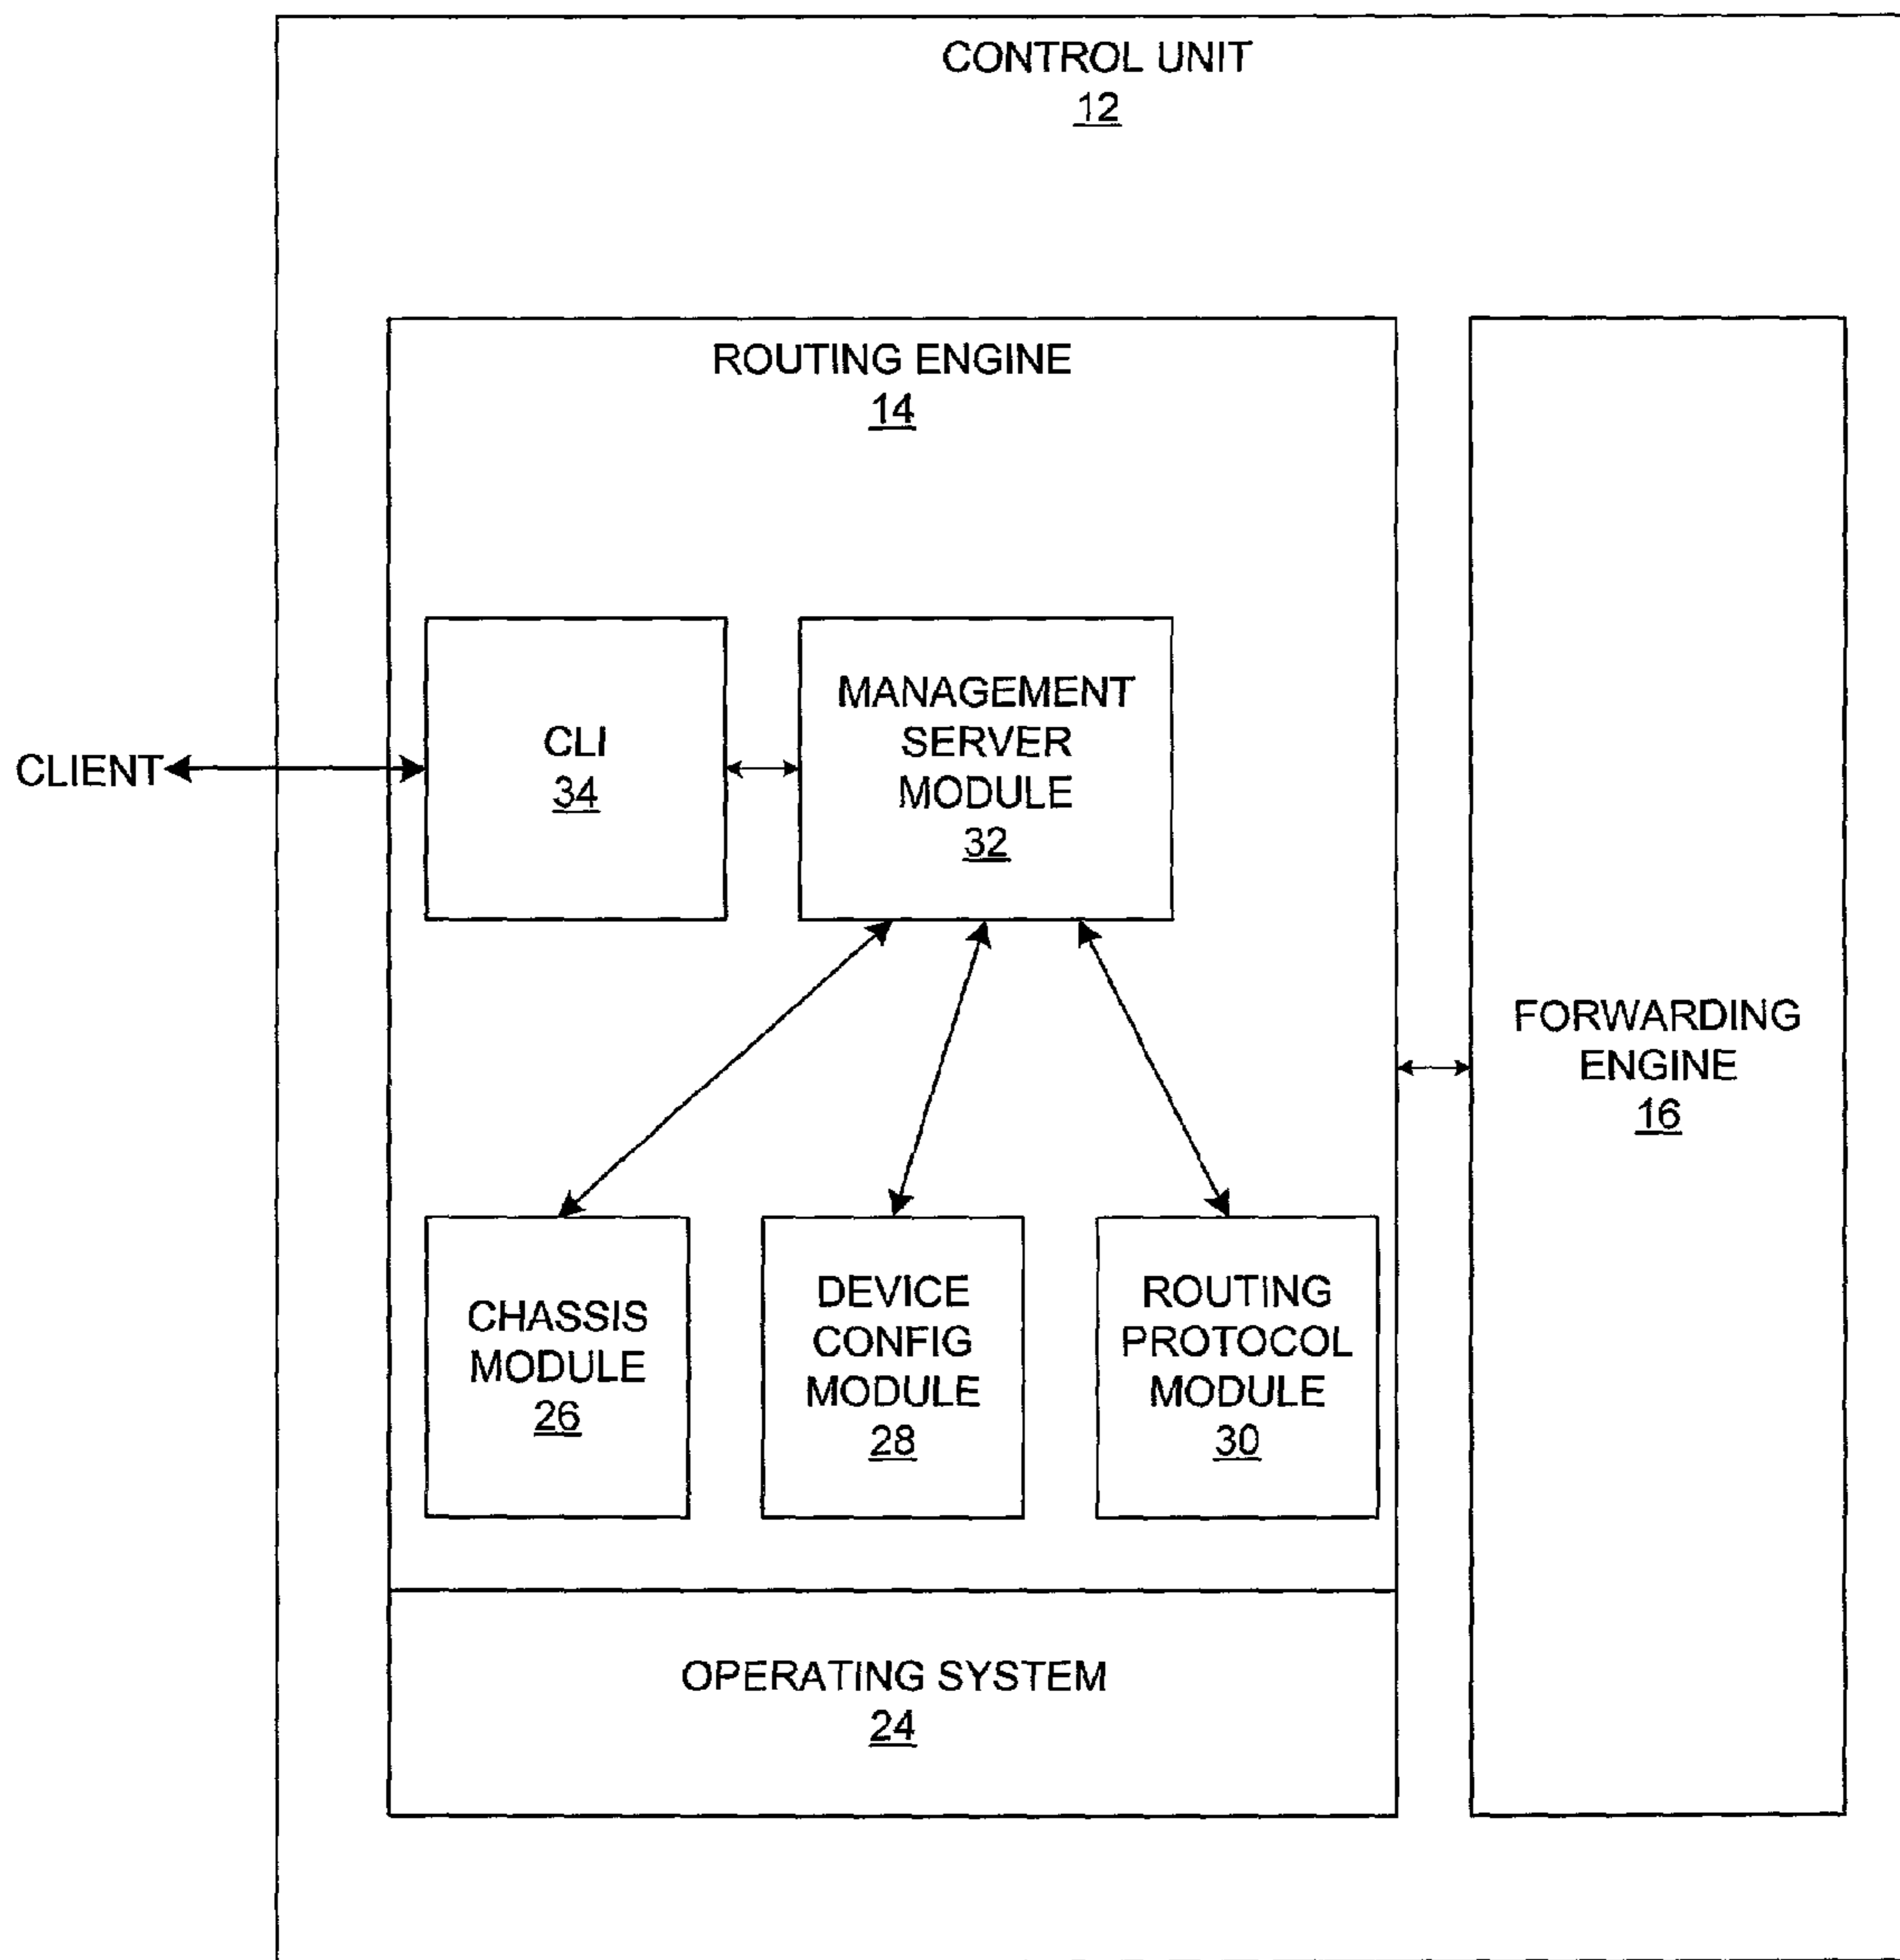 CONTROL UNIT
12
ROUTING ENGINE
14
CLIENT
CLI
34
MANAGEMENT
SERVER
MODULE
32
FORWARDING
ENGINE
16
CHASSIS
MODULE
26
DEVICE
CONFIG
MODULE
28
ROUTING
PROTOCOL
MODULE
30
OPERATING SYSTEM
24